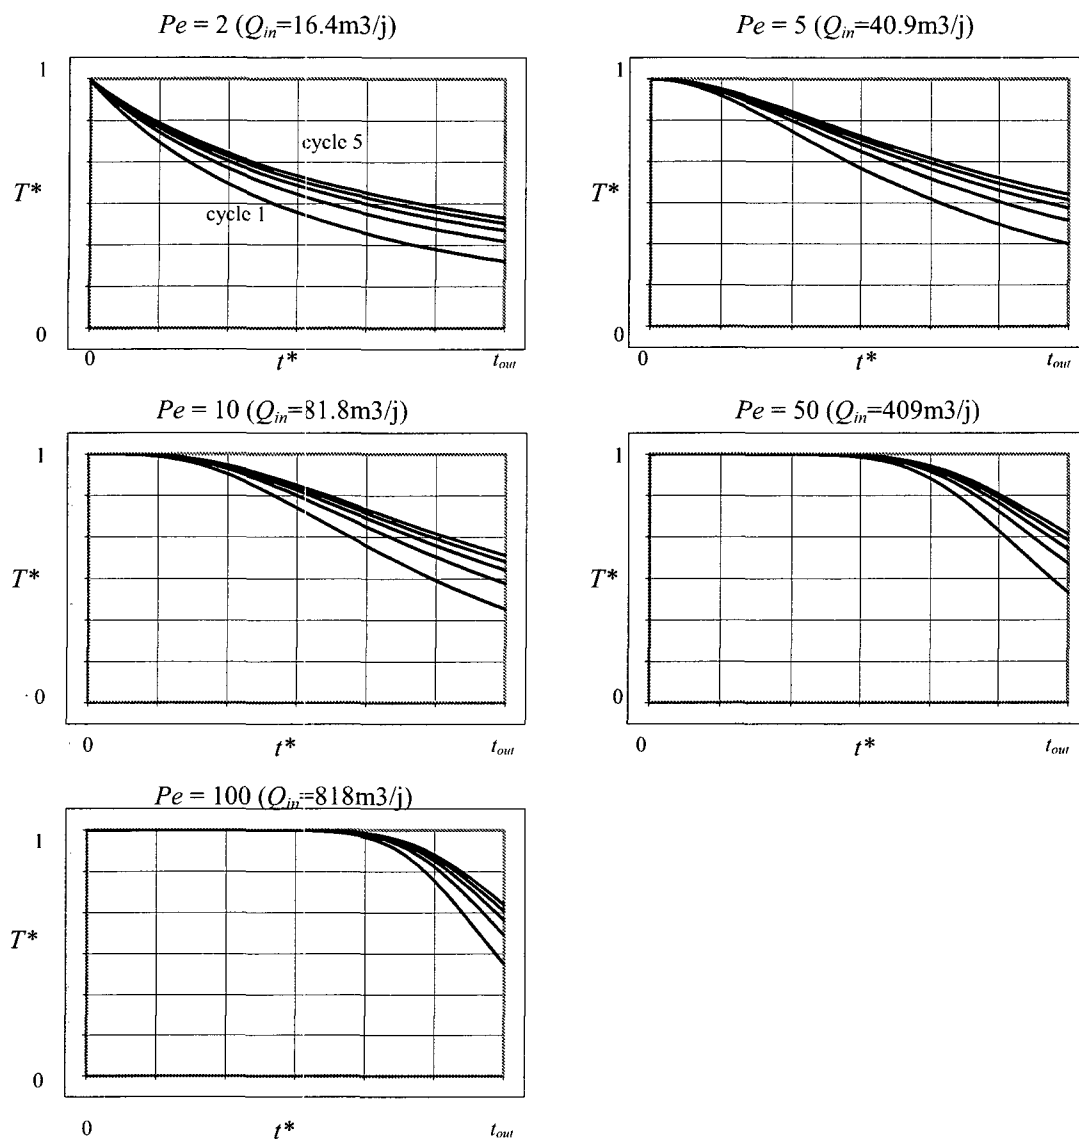 Pe = 2 (Qin=16.4m3/j)
1
cycle 5
T*
cycle 1
0
0 t* tout
Pe = 5 (Qin=40.9m3/j)
1
T*
0
0 t* tout
Pe = 10 (Qin=81.8m3/j)
1
T*
0
0 t* tout
Pe = 50 (Qin=409m3/j)
1
T*
0
0 t* tout
Pe = 100 (Qin=818m3/j)
1
T*
0
0 t* tout